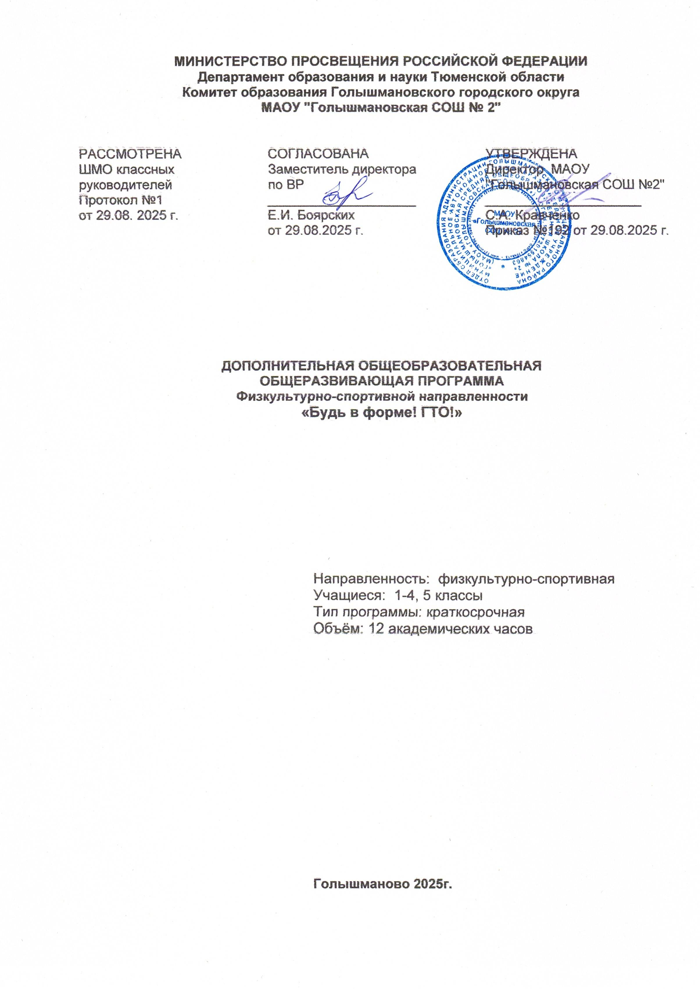 МИНИСТЕРСТВО ПРОСВЕЩЕНИЯ РОССИЙСКОЙ ФЕДЕРАЦИИ
Департамент образования и науки Тюменской области
Комитет образования Голышмановского городского округа
МАОУ "Голышмановская СОШ № 2"
РАССМОТРЕНА
ШМО классных
руководителей
Протокол №1
от 29.08. 2025 г.
СОГЛАСОВАНА
Заместитель директора
по ВР
Е.И. Боярских
от 29.08.2025 г.
УТВЕРЖДЕНА
Директор МАОУ
"Голышмановская СОШ №2"
С.А. Кравченко
Приказ №192 от 29.08.2025 г.
МАОУ
«Голышмановская
ДОПОЛНИТЕЛЬНАЯ ОБЩЕОБРАЗОВАТЕЛЬНАЯ
ОБЩЕРАЗВИВАЮЩАЯ ПРОГРАММА
Физкультурно-спортивной направленности
«Будь в форме! ГТО!»
Направленность: физкультурно-спортивная
Учащиеся: 1-4, 5 классы
Тип программы: краткосрочная
Объём: 12 академических часов
Голышманово 2025г.